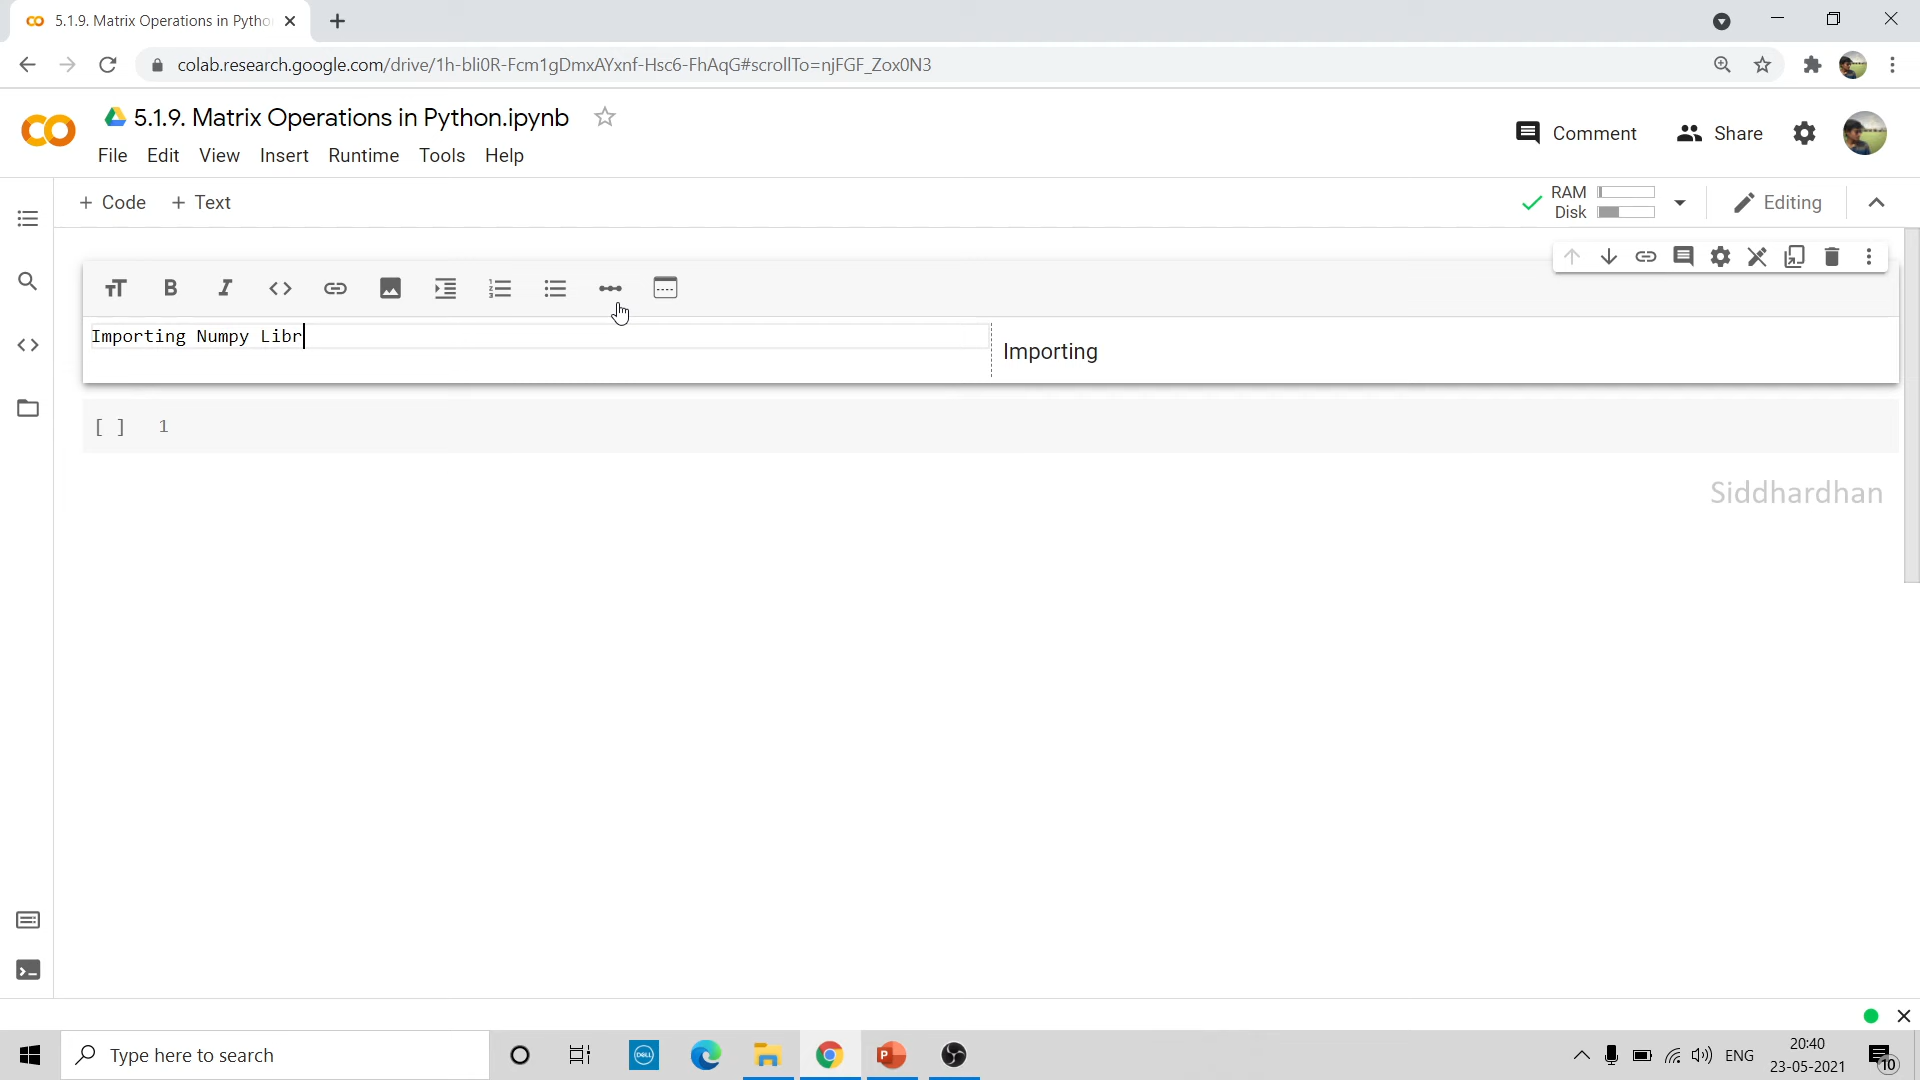 5.1.9. Matrix Operations in Pytho
colab.research.google.com/drive/1h-bli0R-Fcm1gDmxAYxnf-Hsc6-FhAqG#scrollTo=njFGF_Zox0N3
5.1.9. Matrix Operations in Python.ipynb
Comment
Share
File Edit View Insert Runtime Tools Help
+ Code + Text
RAM
Disk
Editing
Importing Numpy Libr
Importing
[ ] 1
Siddhardhan
Type here to search
DELL
ENG
20:40
23-05-2021
10